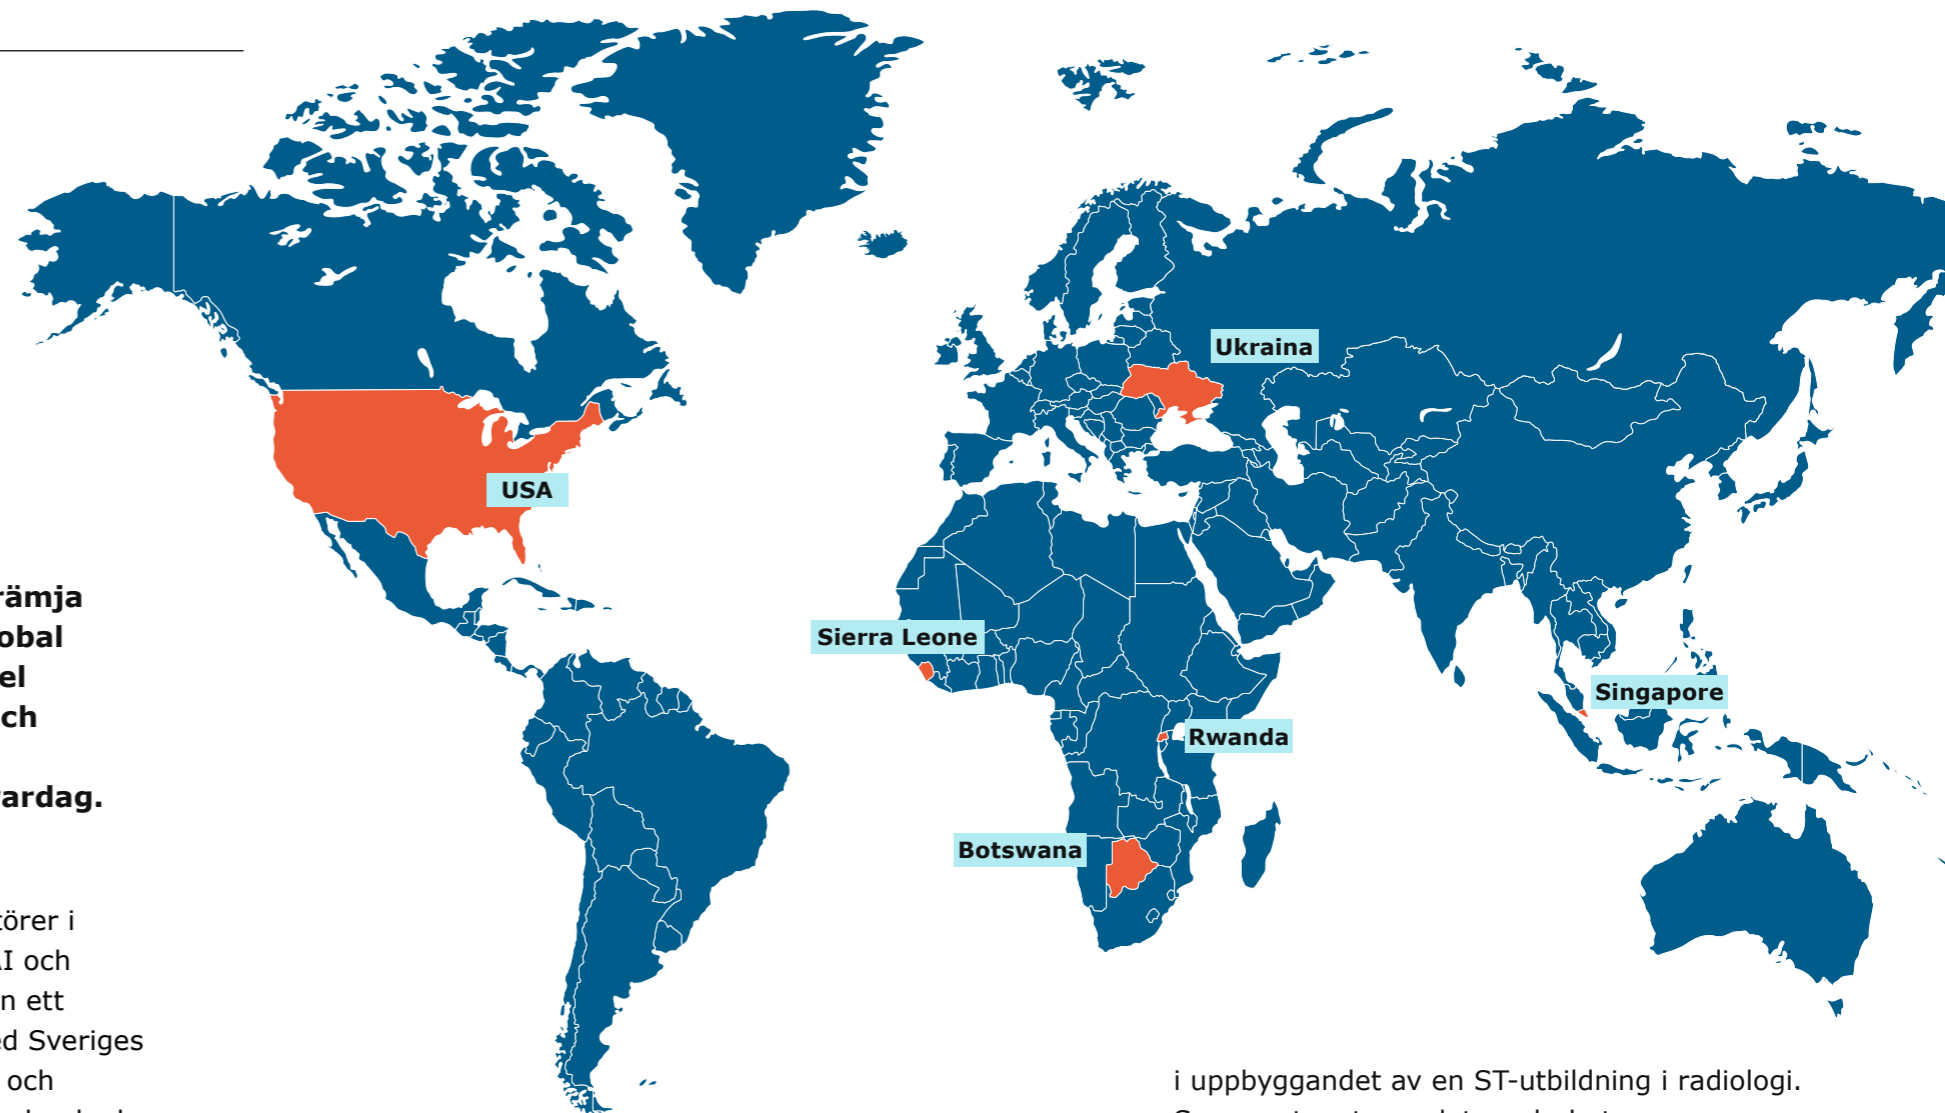 Ukraina
USA
Sierra Leone
Singapore
Rwanda
Botswana
rämja
obal
el
ch
ardag.
törer i
AI och
n ett
ed Sveriges
och
i uppbyggandet av en ST-utbildning i radiologi.